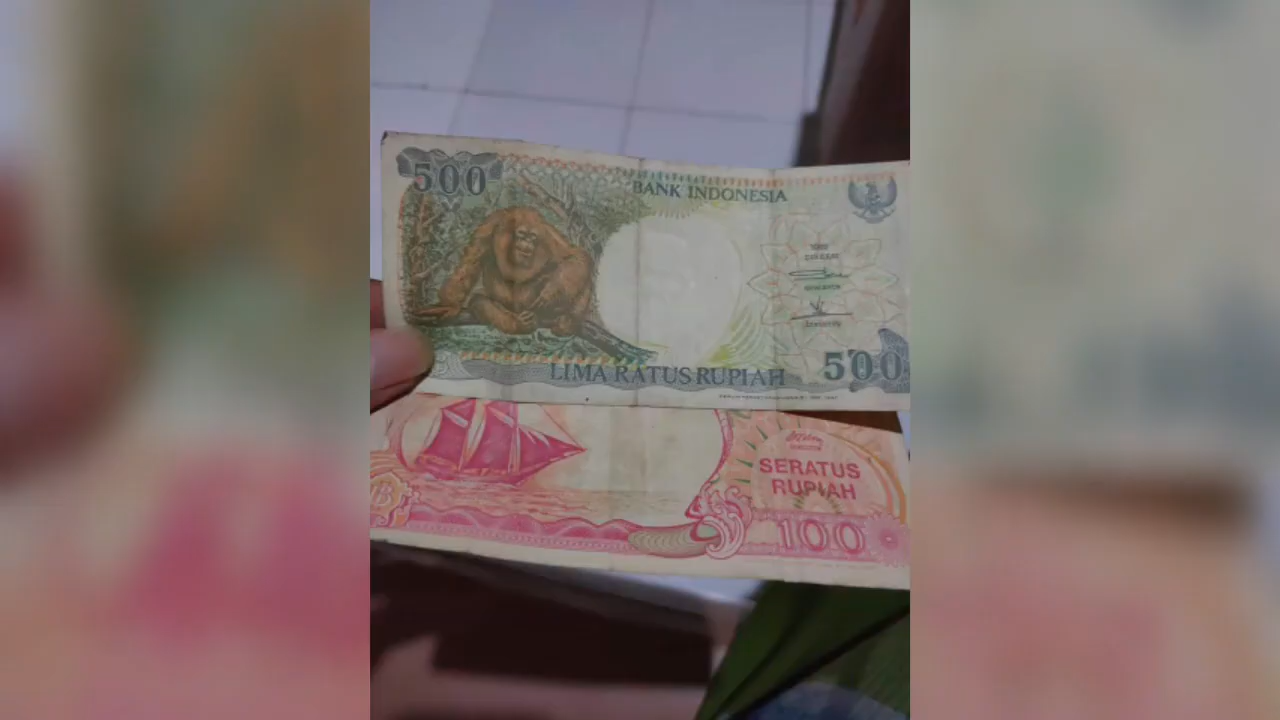 500
BANK INDONESIA
LIMA RATUS RUPIAH
500
SERATUS
RUPIAH
100